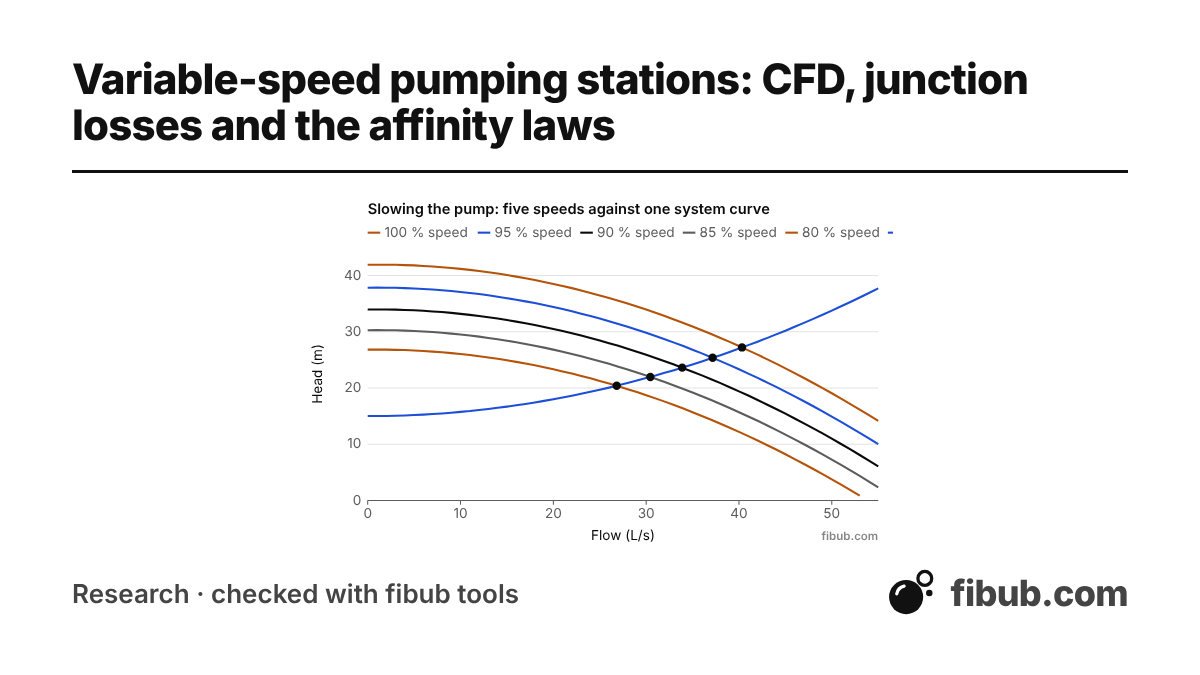 Variable-speed pumping stations: CFD, junction
losses and the affinity laws
Slowing the pump: five speeds against one system curve
100 % speed 95 % speed 90 % speed 85 % speed 80 % speed
40
30
20
10
0
Head (m)
0 10 20 30 40 50
Flow (L/s)
fibub.com
Research · checked with fibub tools
fibub.com